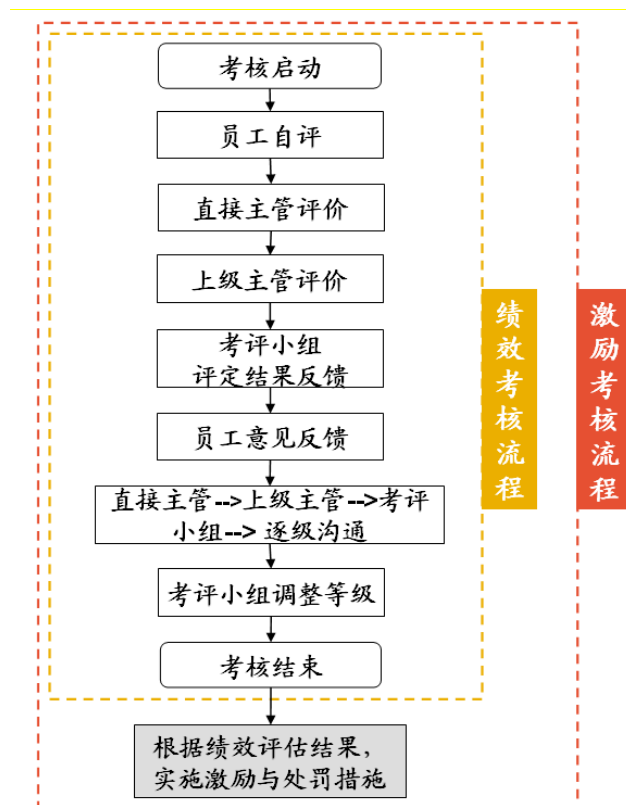 考核启动
员工自评
直接主管评价
上级主管评价
考评小组
评定结果反馈
员工意见反馈
直接主管-->上级主管-->考评
小组--> 逐级沟通
考评小组调整等级
考核结束
根据绩效评估结果，
实施激励与处罚措施
绩效考核流程
激励考核流程